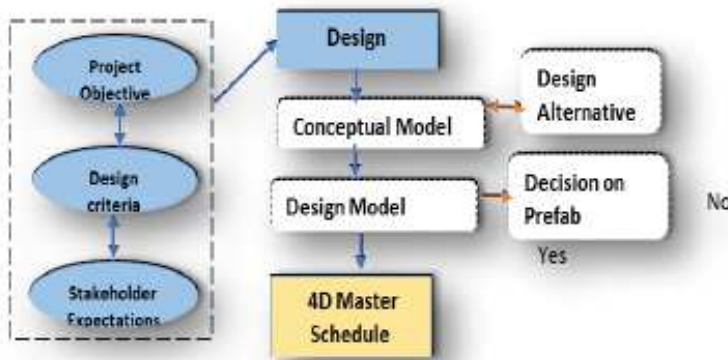 Project
Objective
Design
criteria
Stakeholder
Expectations
Design
Conceptual Model
Design
Alternative
Design Model
Decision on
Prefab
No
Yes
4D Master
Schedule